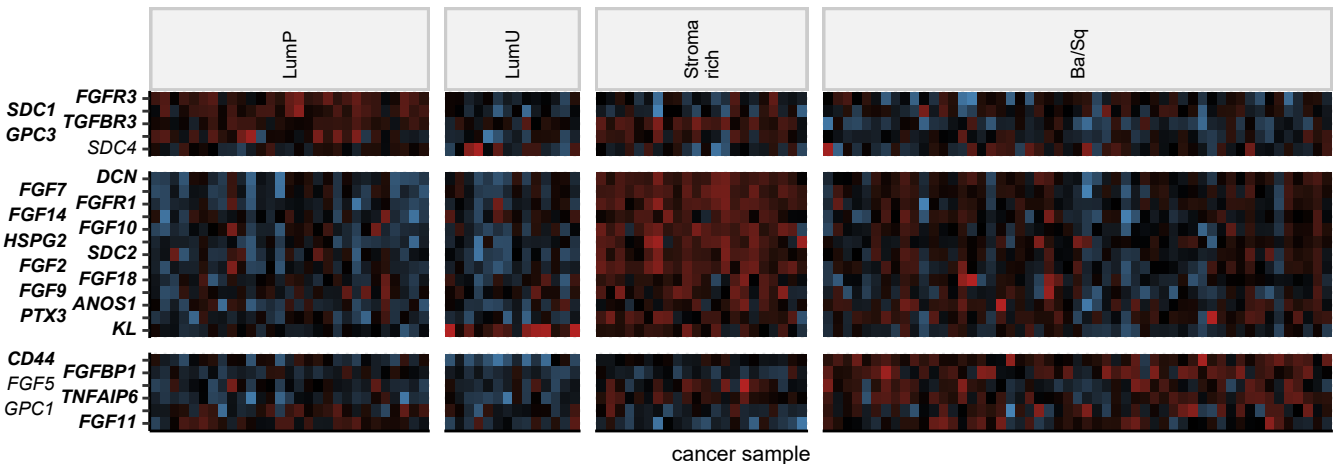 LumP
LumU
Stroma
rich
Ba/Sq
FGFR3
SDC1
TGFBR3
GPC3
SDC4
DCN
FGF7
FGFR1
FGF14
FGF10
HSPG2
SDC2
FGF2
FGF18
FGF9
ANOS1
PTX3
KL
CD44
FGFBP1
FGF5
TNFAIP6
GPC1
FGF11
cancer sample